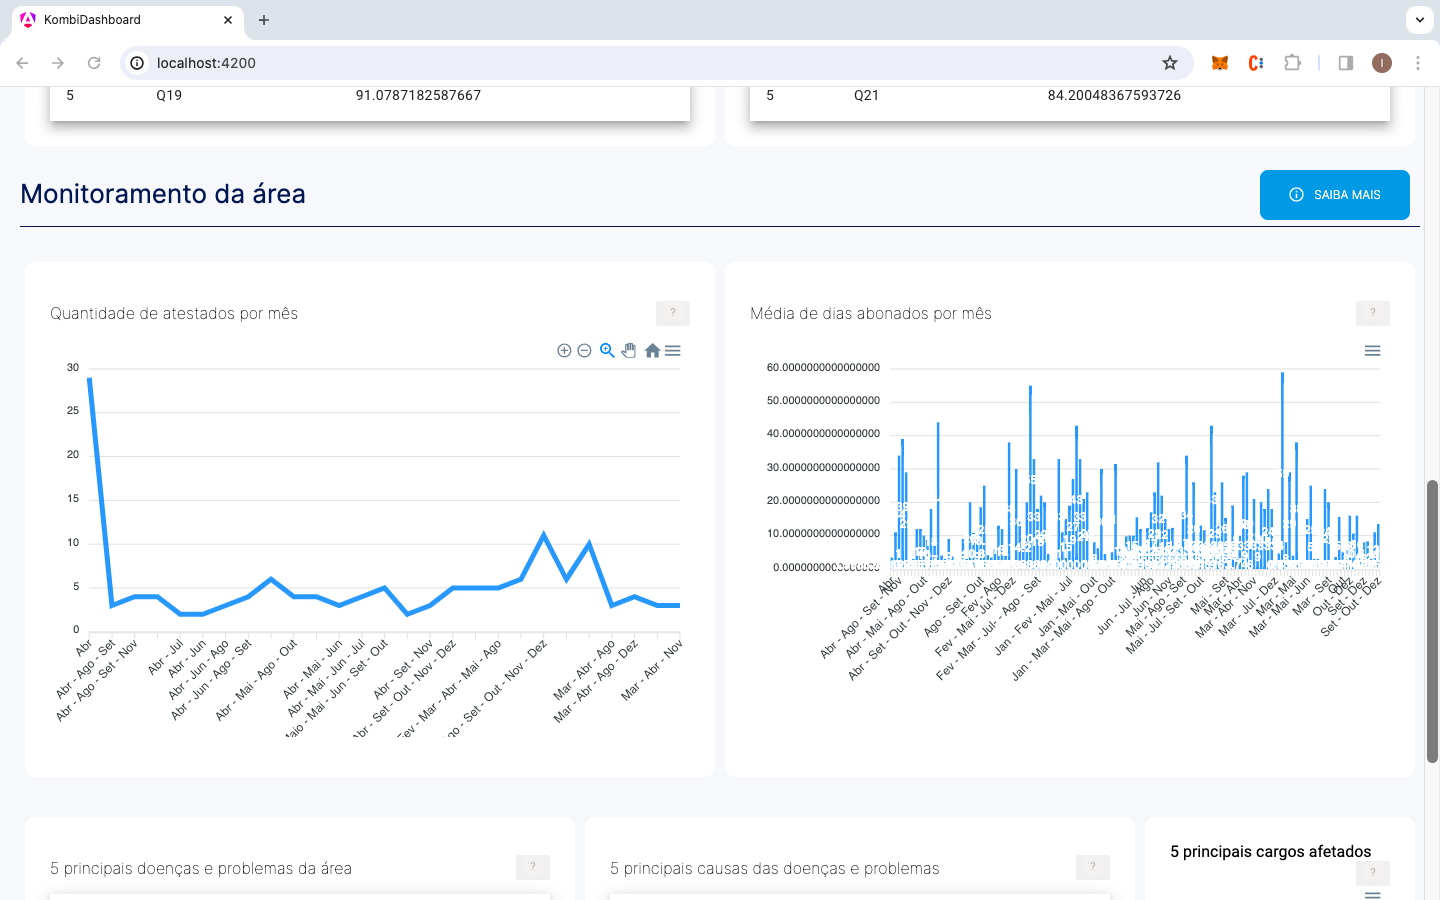 KombiDashboard
localhost:4200
I
5 Q19 91.0787182587667
5 Q21 84.20048367593726
Monitoramento da área
SAIBA MAIS
Quantidade de atestados por mês
?
30
25
20
15
10
5
0
Abr
Abr - Ago - Set
Abr - Ago - Set - Nov
Abr - Jul
Abr - Jun
Abr - Jun - Ago
Abr - Jun - Ago - Set
Abr - Mai - Ago - Out
Abr - Mai - Jun
Abr - Mai - Jun - Jul
Maio - Mai - Jun - Set - Out
Abr - Set - Nov
Abr - Set - Out - Nov - Dez
Fev - Mar - Abr - Mai - Ago
Ago - Set - Out - Nov - Dez
Mar - Abr - Ago
Mar - Abr - Ago - Dez
Mar - Abr - Nov
Média de dias abonados por mês
?
60.0000000000000000
50.0000000000000000
40.0000000000000000
30.0000000000000000
20.0000000000000000
10.0000000000000000
0.0000000000000000
Abr
Abr - Ago - Set - Nov
Abr - Mai - Ago - Out
Abr - Set - Out - Nov - Dez
Ago - Set - Out
Fev - Ago
Fev - Mai - Jul - Dez
Fev - Mar - Jul - Ago - Set
Jan - Fev - Mai - Jul
Jan - Mai - Out
Jan - Mar - Mai - Ago - Out
Jun
Jun - Jul - Ago
Jun - Nov
Mai - Ago - Set
Mai - Jul - Set - Out
Mai - Set
Mar - Abr
Mar - Abr - Nov
Mar - Jul - Dez
Mar - Mai
Mar - Mai - Jun
Mar - Set
Out
Out - Dez
Set - Dez
Set - Out - Dez
5 principais doenças e problemas da área
?
5 principais causas das doenças e problemas
?
5 principais cargos afetados
?